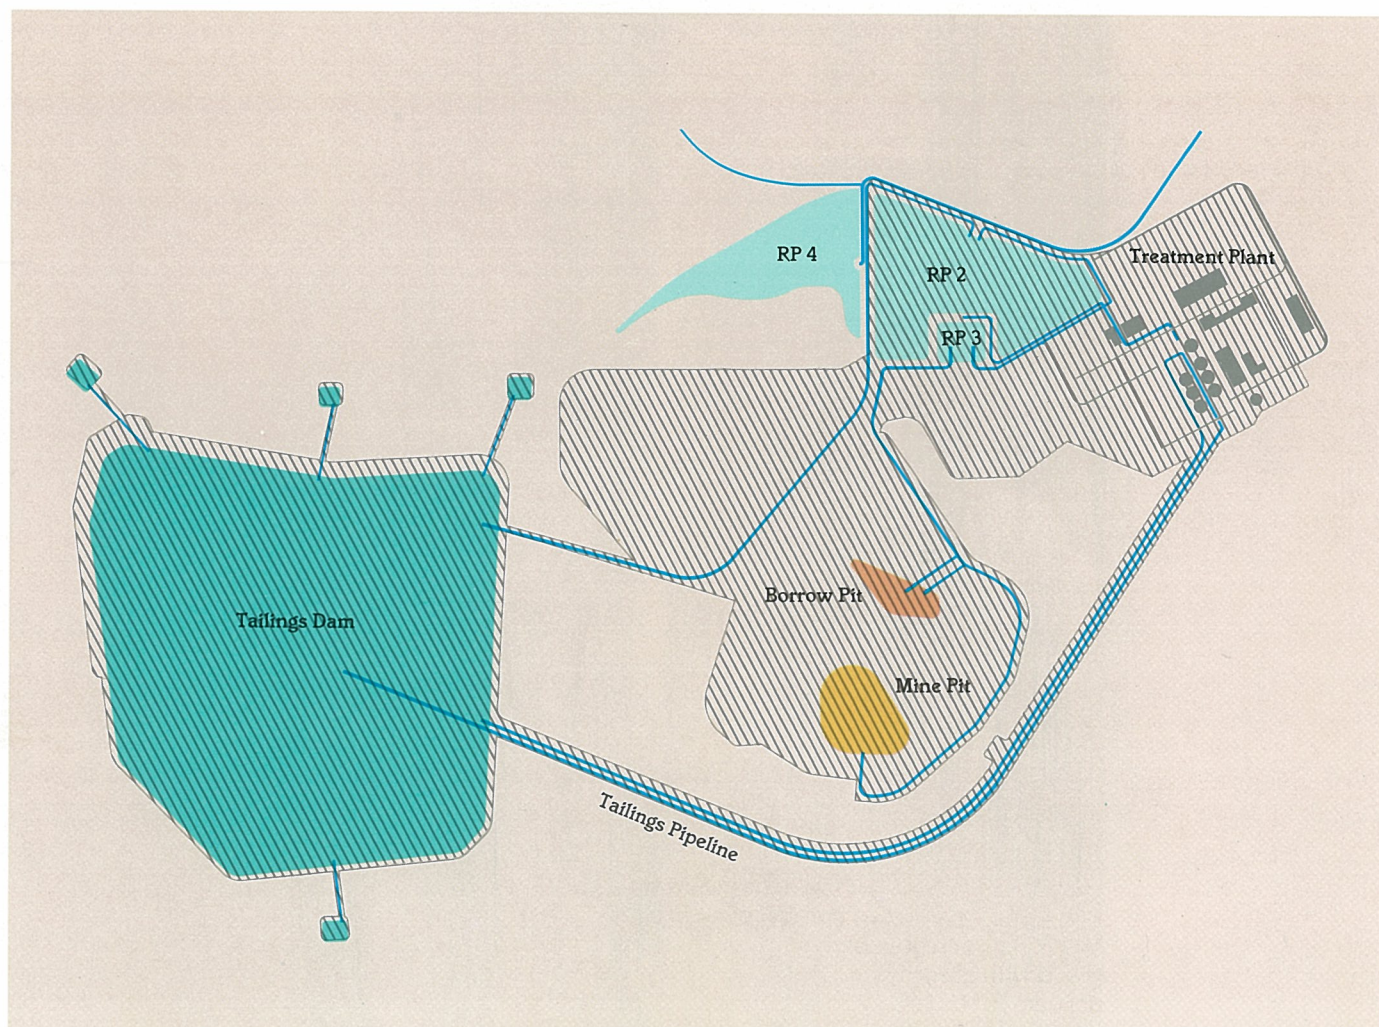 RP 4
RP 2
Treatment Plant
RP 3
Borrow Pit
Tailings Dam
Mine Pit
Tailings Pipeline